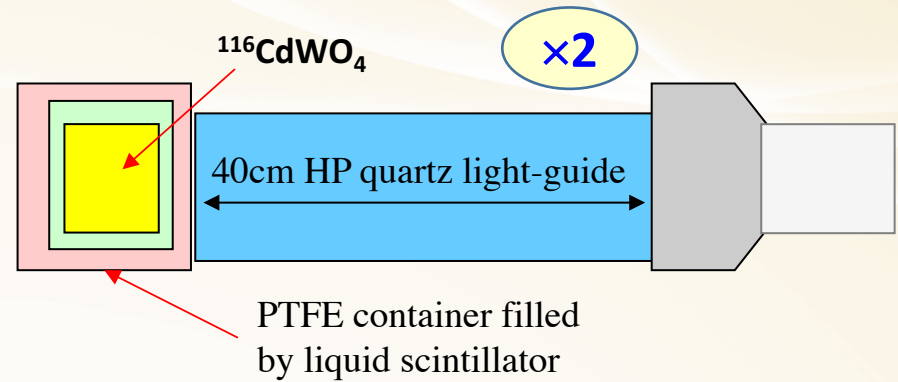 ¹¹⁶CdWO₄
×2
40cm HP quartz light-guide
PTFE container filled
by liquid scintillator